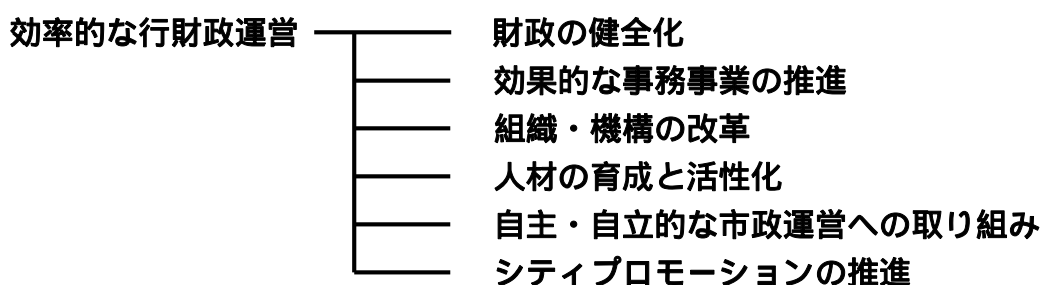 効率的な行財政運営
財政の健全化
効果的な事務事業の推進
組織・機構の改革
人材の育成と活性化
自主・自立的な市政運営への取り組み
シティプロモーションの推進